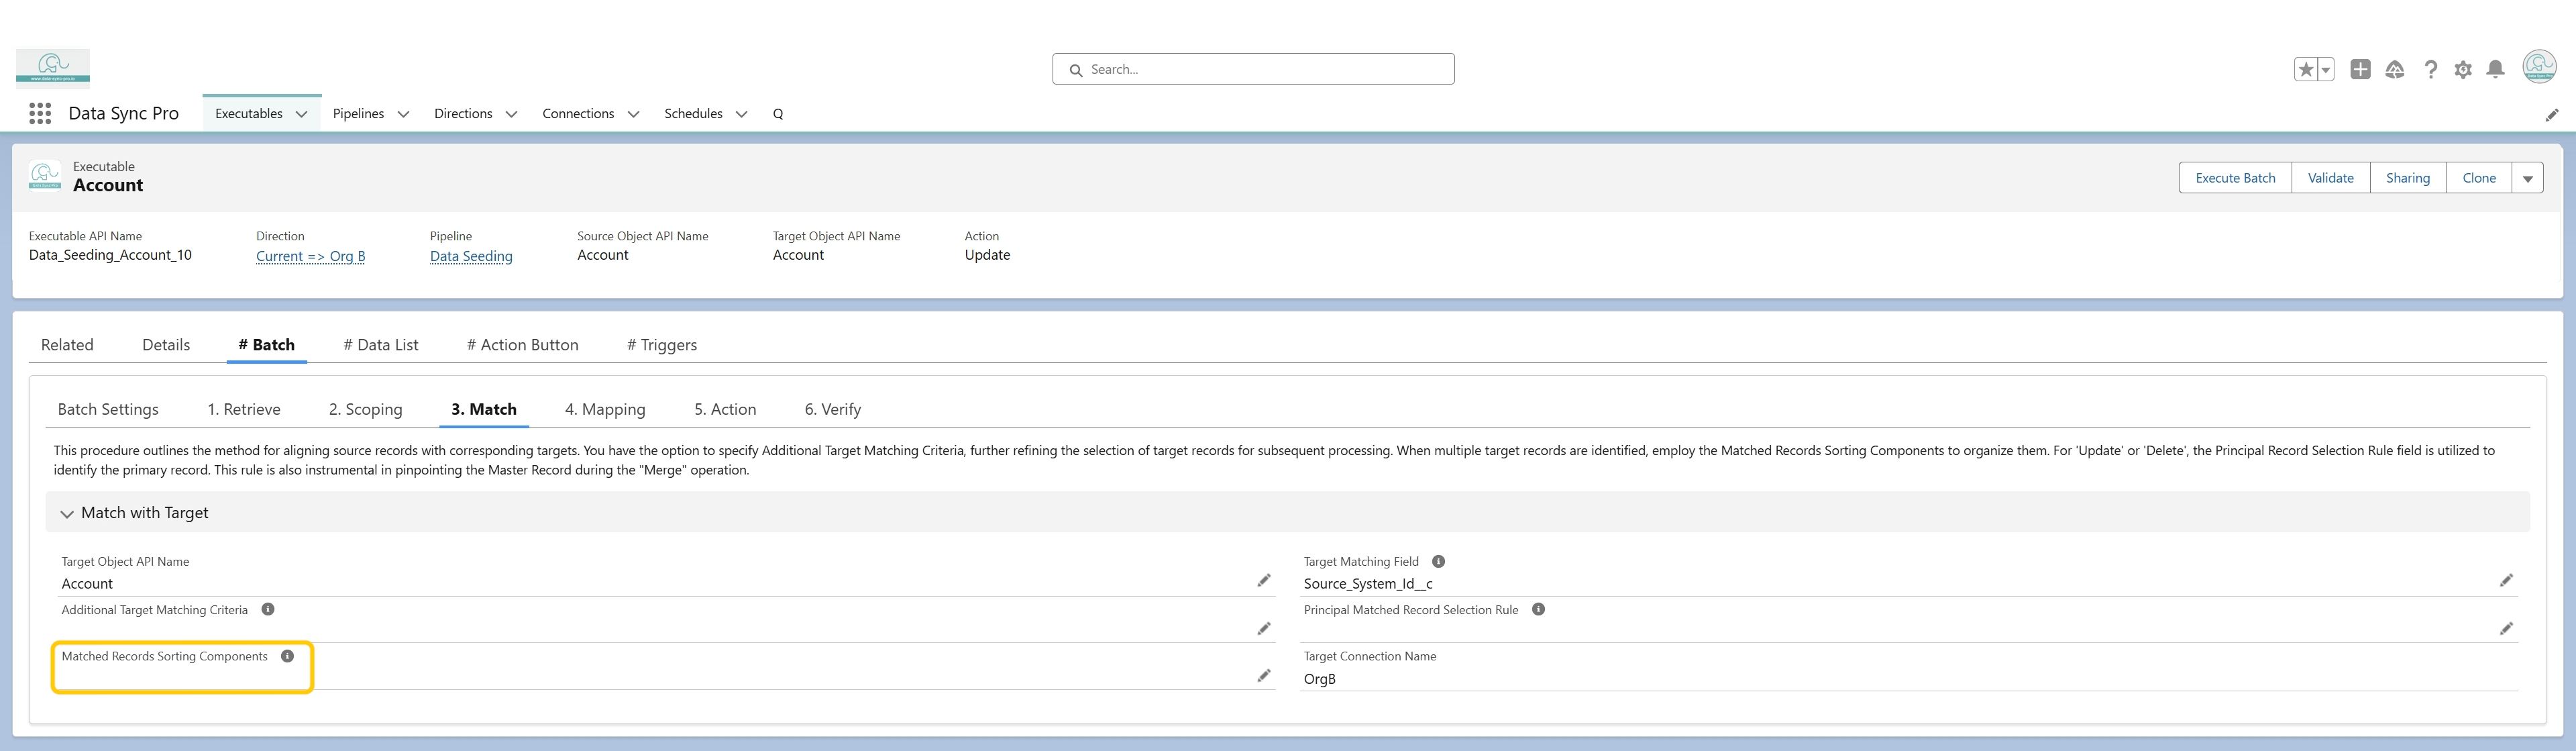 www.data-sync-pro.io
Search...
Data Sync Pro
Executables
Pipelines
Directions
Connections
Schedules
Q
Executable
Account
Execute Batch
Validate
Sharing
Clone
Executable API Name
Data_Seeding_Account_10
Direction
Current => Org B
Pipeline
Data Seeding
Source Object API Name
Account
Target Object API Name
Account
Action
Update
Related
Details
# Batch
# Data List
# Action Button
# Triggers
Batch Settings
1. Retrieve
2. Scoping
3. Match
4. Mapping
5. Action
6. Verify
This procedure outlines the method for aligning source records with corresponding targets. You have the option to specify Additional Target Matching Criteria, further refining the selection of target records for subsequent processing. When multiple target records are identified, employ the Matched Records Sorting Components to organize them. For 'Update' or 'Delete', the Principal Record Selection Rule field is utilized to
identify the primary record. This rule is also instrumental in pinpointing the Master Record during the "Merge" operation.
Match with Target
Target Object API Name
Account
Target Matching Field
Source_System_Id__c
Additional Target Matching Criteria
Principal Matched Record Selection Rule
Matched Records Sorting Components
Target Connection Name
OrgB